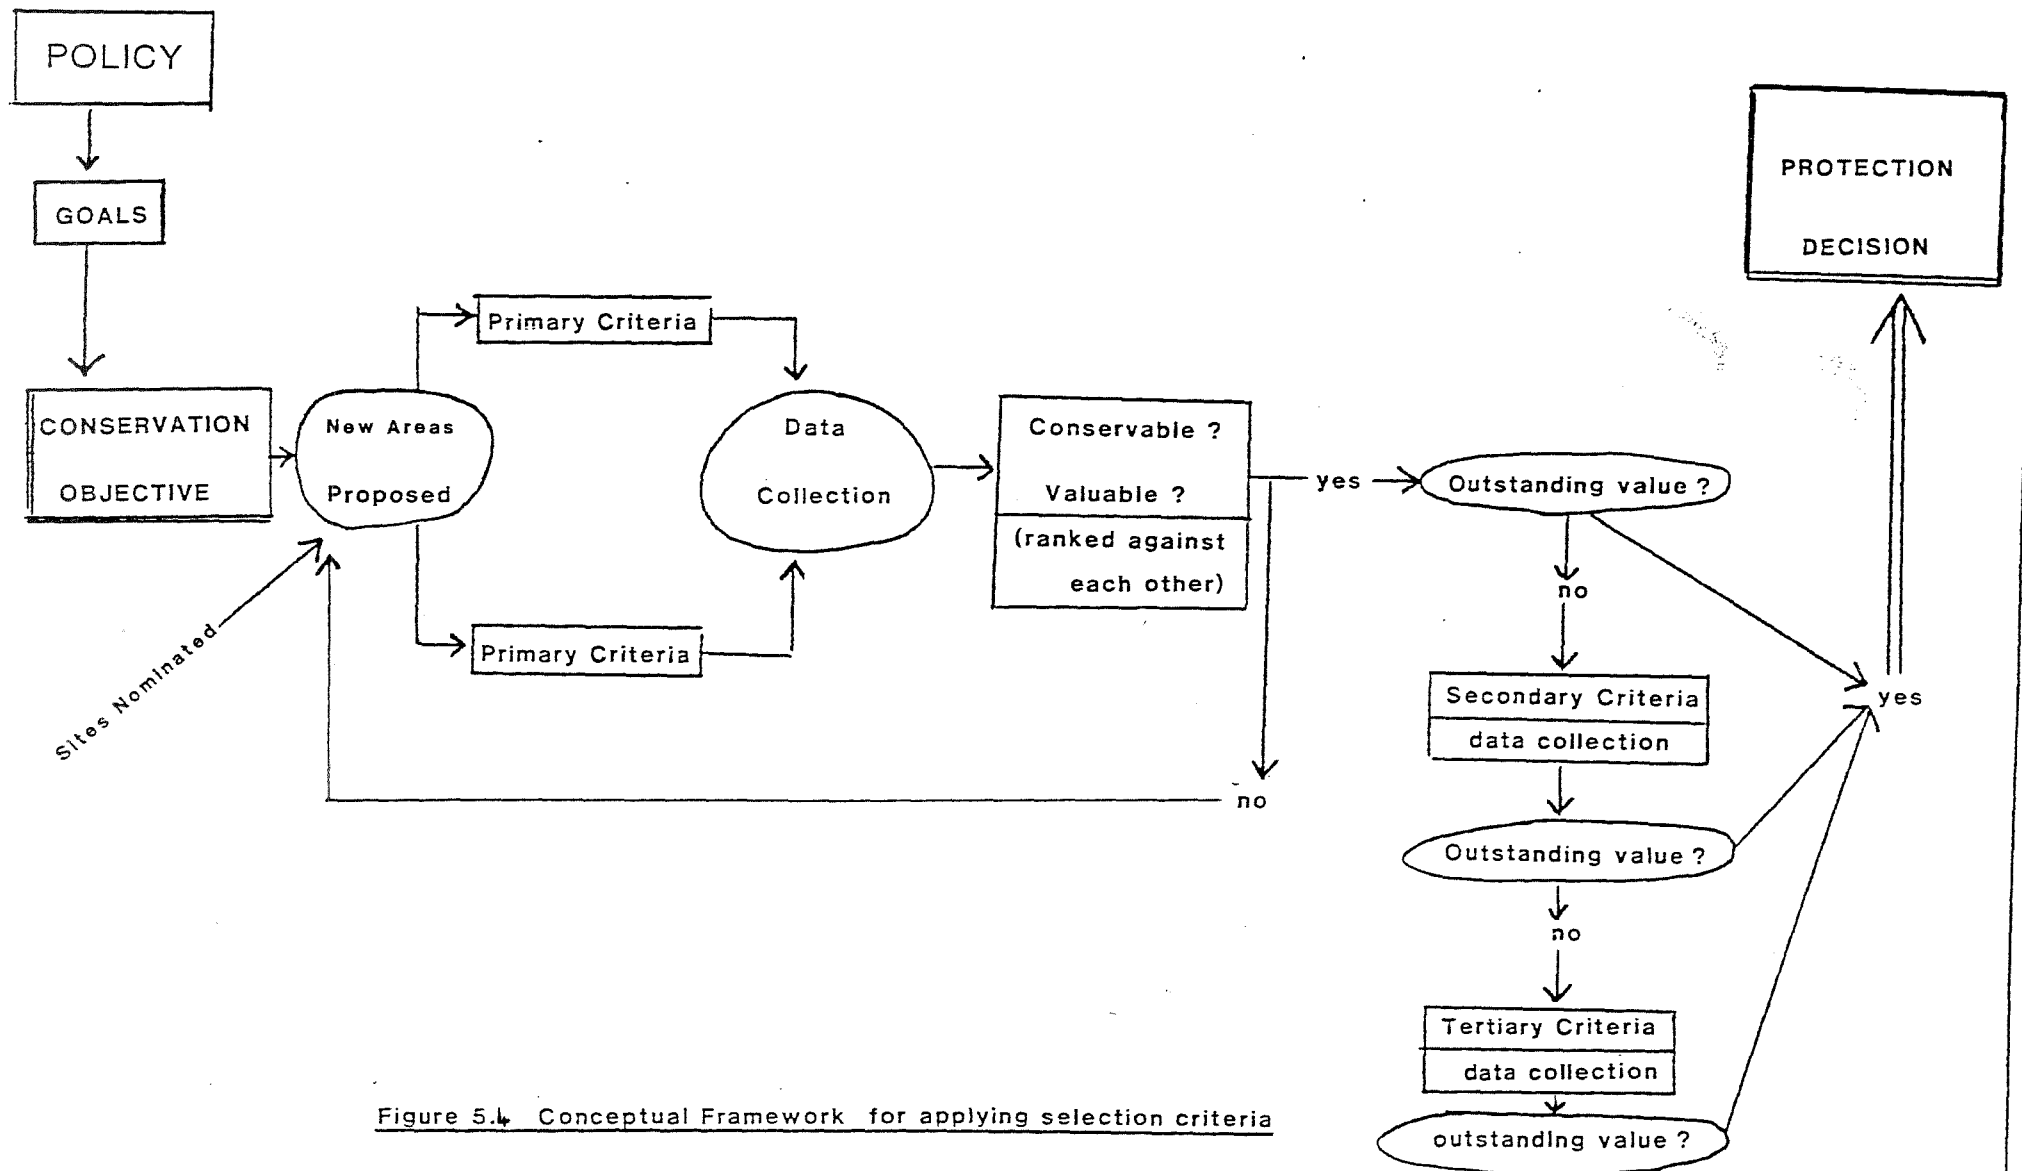 POLICY
GOALS
CONSERVATION
OBJECTIVE
New Areas
Proposed
Sites Nominated
Primary Criteria
Primary Criteria
Data
Collection
Conservable ?
Valuable ?
(ranked against
each other)
no
yes
Outstanding value ?
no
Secondary Criteria
data collection
Outstanding value ?
no
Tertiary Criteria
data collection
outstanding value ?
yes
PROTECTION
DECISION
Figure 5.4 Conceptual Framework for applying selection criteria